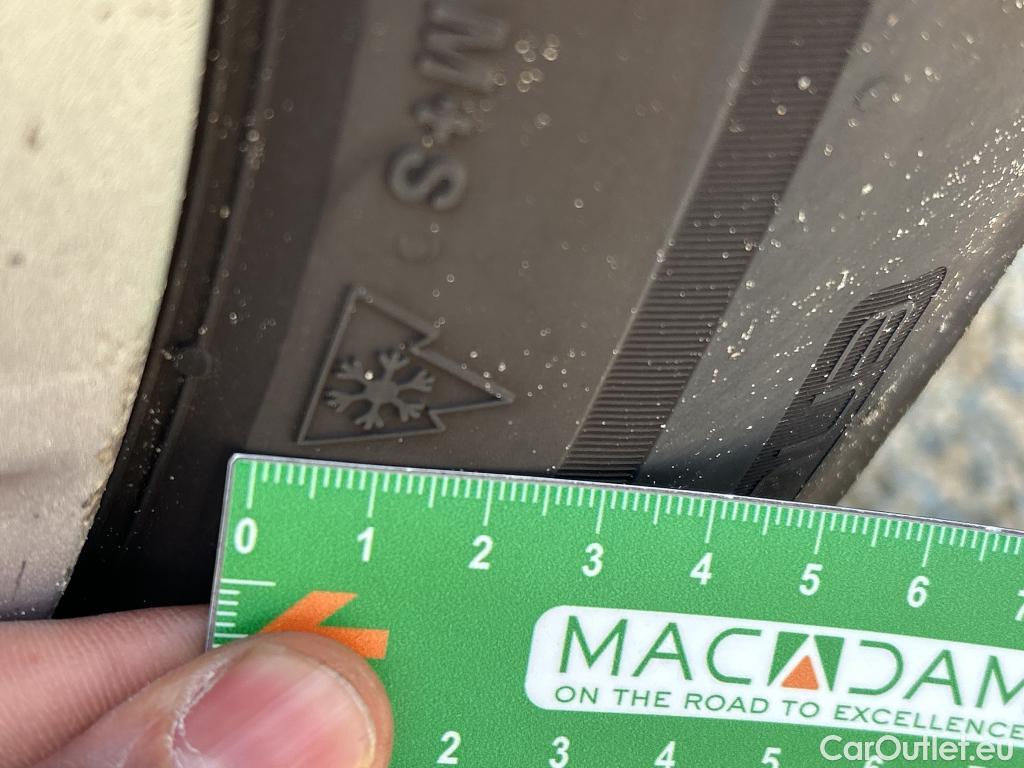 M+S
0 1 2 3 4 5 6 7
MACADAM
ON THE ROAD TO EXCELLENCE
2 3 4 5 6
CarOutlet.eu